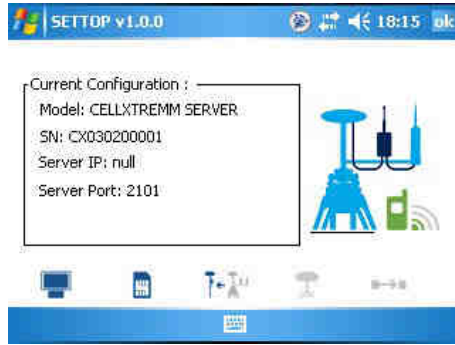 SETTOP v1.0.0
18:15
ok
Current Configuration :
Model: CELLXTREMM SERVER
SN: CX030200001
Server IP: null
Server Port: 2101